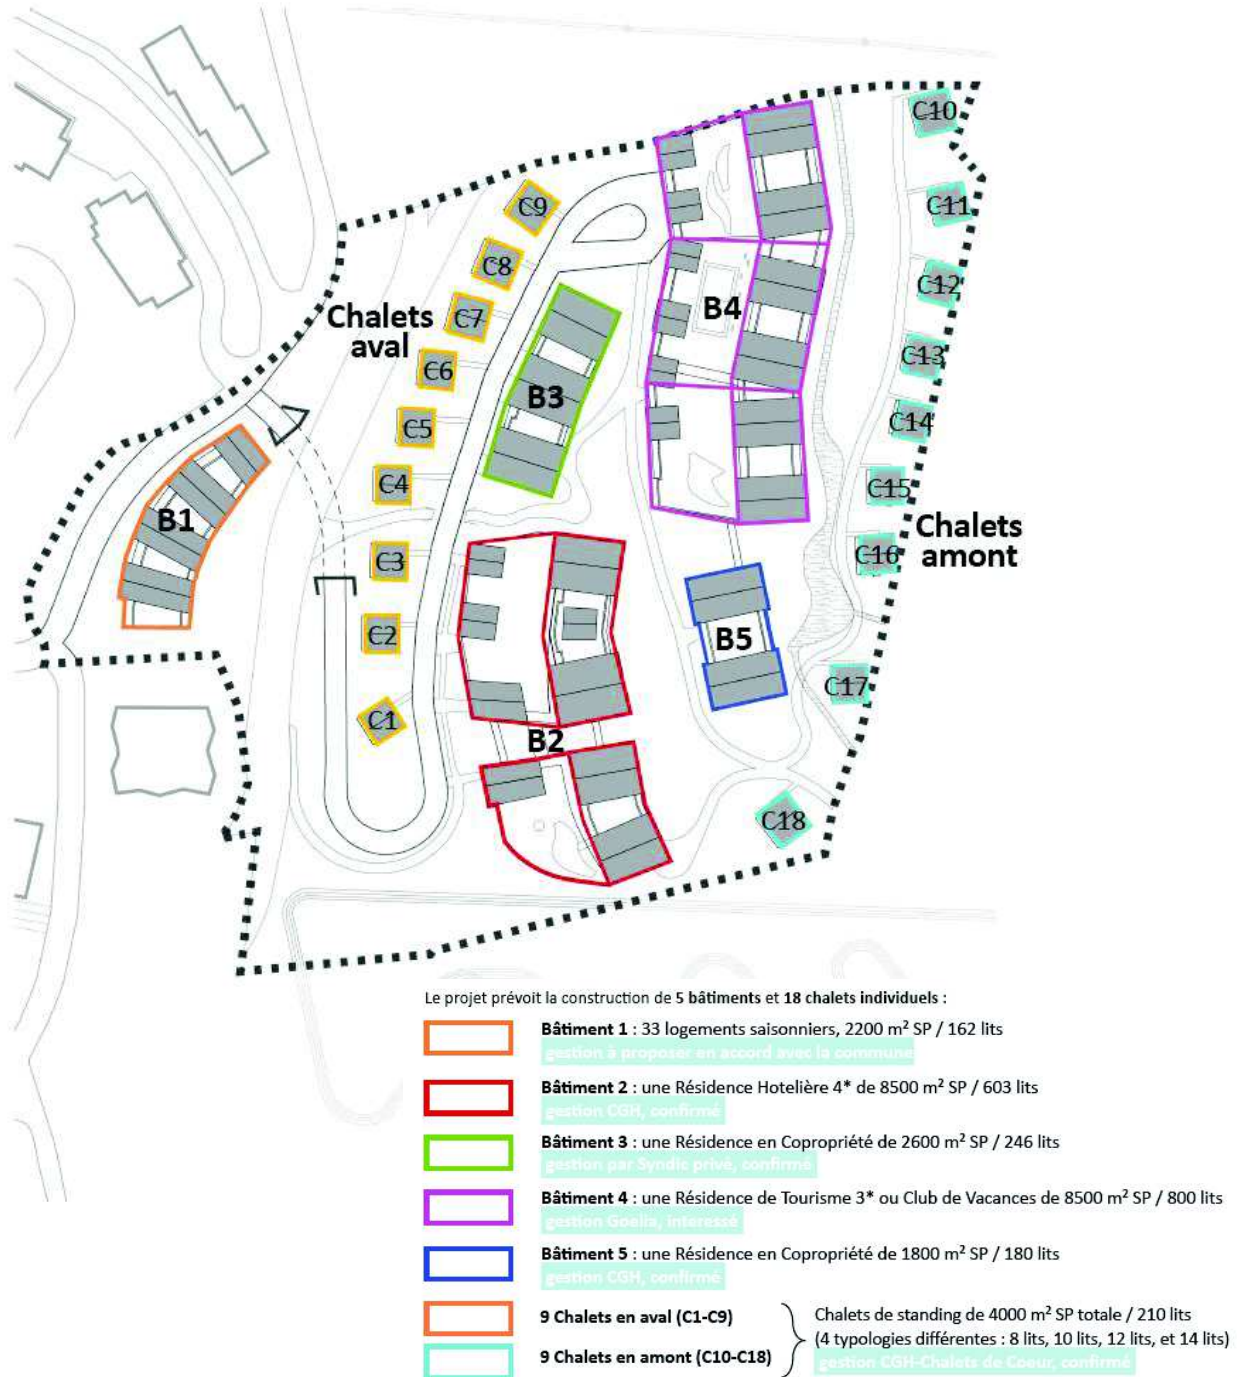 C10
C9
C11
C8
C12
B4
Chalets
aval
C7
C13
C6
B3
C14
C5
C4
C15
B1
Chalets
amont
C3
C16
C2
B5
C17
C1
B2
C18
Le projet prévoit la construction de 5 bâtiments et 18 chalets individuels :
Bâtiment 1 : 33 logements saisonniers, 2200 m² SP / 162 lits
gestion à proposer en accord avec la commune
Bâtiment 2 : une Résidence Hotelière 4* de 8500 m² SP / 603 lits
gestion CGH, confirmé
Bâtiment 3 : une Résidence en Copropriété de 2600 m² SP / 246 lits
gestion par Syndic privé, confirmé
Bâtiment 4 : une Résidence de Tourisme 3* ou Club de Vacances de 8500 m² SP / 800 lits
gestion Goelia, interessé
Bâtiment 5 : une Résidence en Copropriété de 1800 m² SP / 180 lits
gestion CGH, confirmé
9 Chalets en aval (C1-C9)
9 Chalets en amont (C10-C18)
Chalets de standing de 4000 m² SP totale / 210 lits
(4 typologies différentes : 8 lits, 10 lits, 12 lits, et 14 lits)
gestion CGH-Chalets de Coeur, confirmé